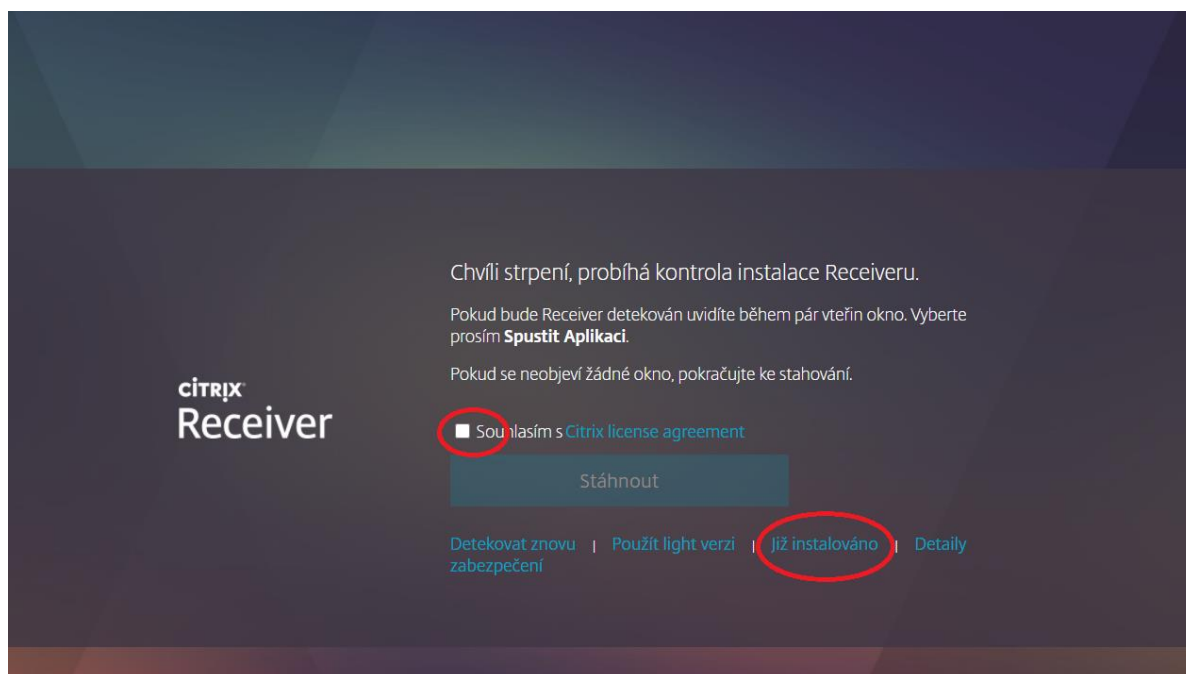 Chvíli strpení, probíhá kontrola instalace Receiveru.
Pokud bude Receiver detekován uvidíte během pár vteřin okno. Vyberte
prosím Spustit Aplikaci.
Pokud se neobjeví žádné okno, pokračujte ke stahování.
CITRIX
Receiver
Souhlasím s Citrix license agreement
Stáhnout
Detekovat znovu | Použít light verzi | Již instalováno | Detaily
zabezpečení